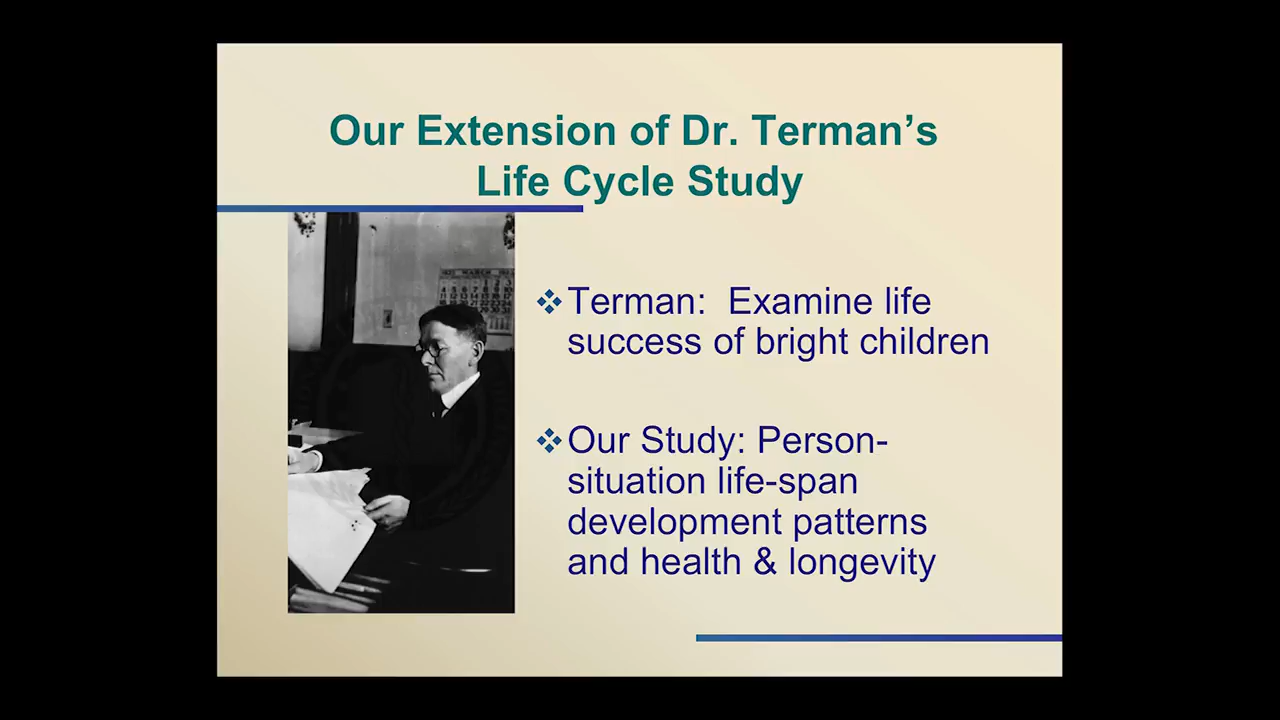 Our Extension of Dr. Terman’s
Life Cycle Study
Terman:  Examine life
success of bright children
Our Study: Person-
situation life-span
development patterns
and health & longevity